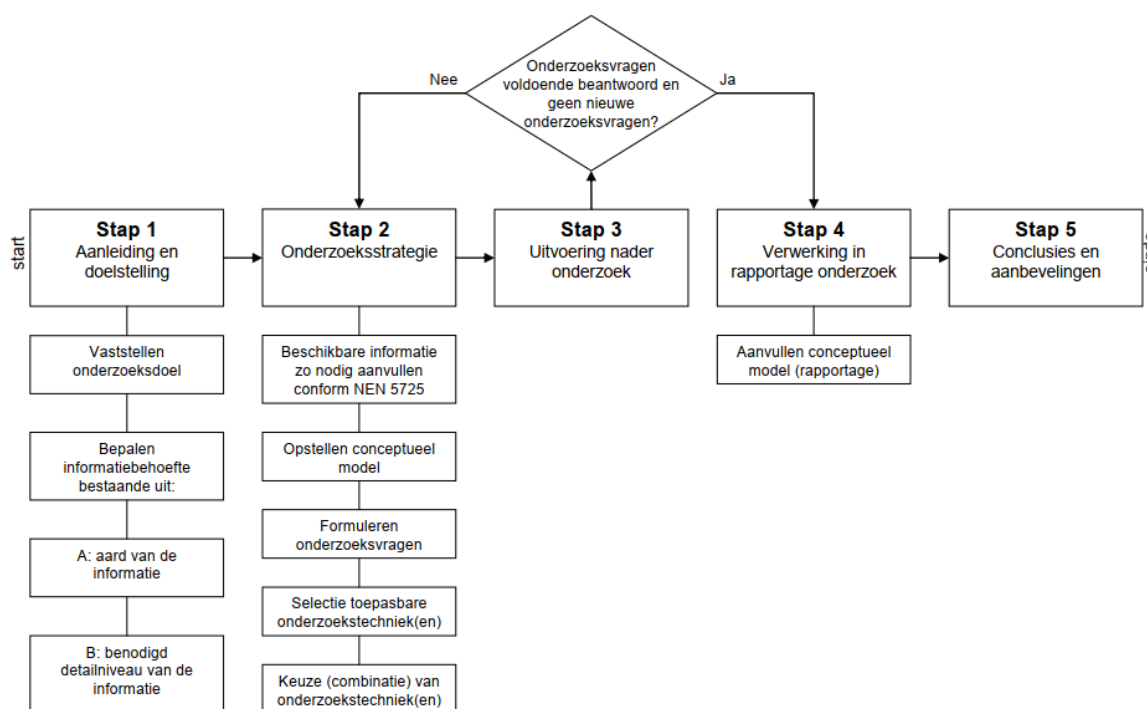 Onderzoeksvragen
voldoende beantwoord en
geen nieuwe
onderzoeksvragen?
Nee
Ja
start
Stap 1
Aanleiding en
doelstelling
Stap 2
Onderzoeksstrategie
Stap 3
Uitvoering nader
onderzoek
Stap 4
Verwerking in
rapportage onderzoek
Stap 5
Conclusies en
aanbevelingen
Vaststellen
onderzoeksdoel
Bepalen
informatiebehoefte
bestaande uit:
A: aard van de
informatie
B: benodigd
detailniveau van de
informatie
Beschikbare informatie
zo nodig aanvullen
conform NEN 5725
Opstellen conceptueel
model
Formuleren
onderzoeksvragen
Selectie toepasbare
onderzoekstechniek(en)
Keuze (combinatie) van
onderzoekstechniek(en)
Aanvullen conceptueel
model (rapportage)